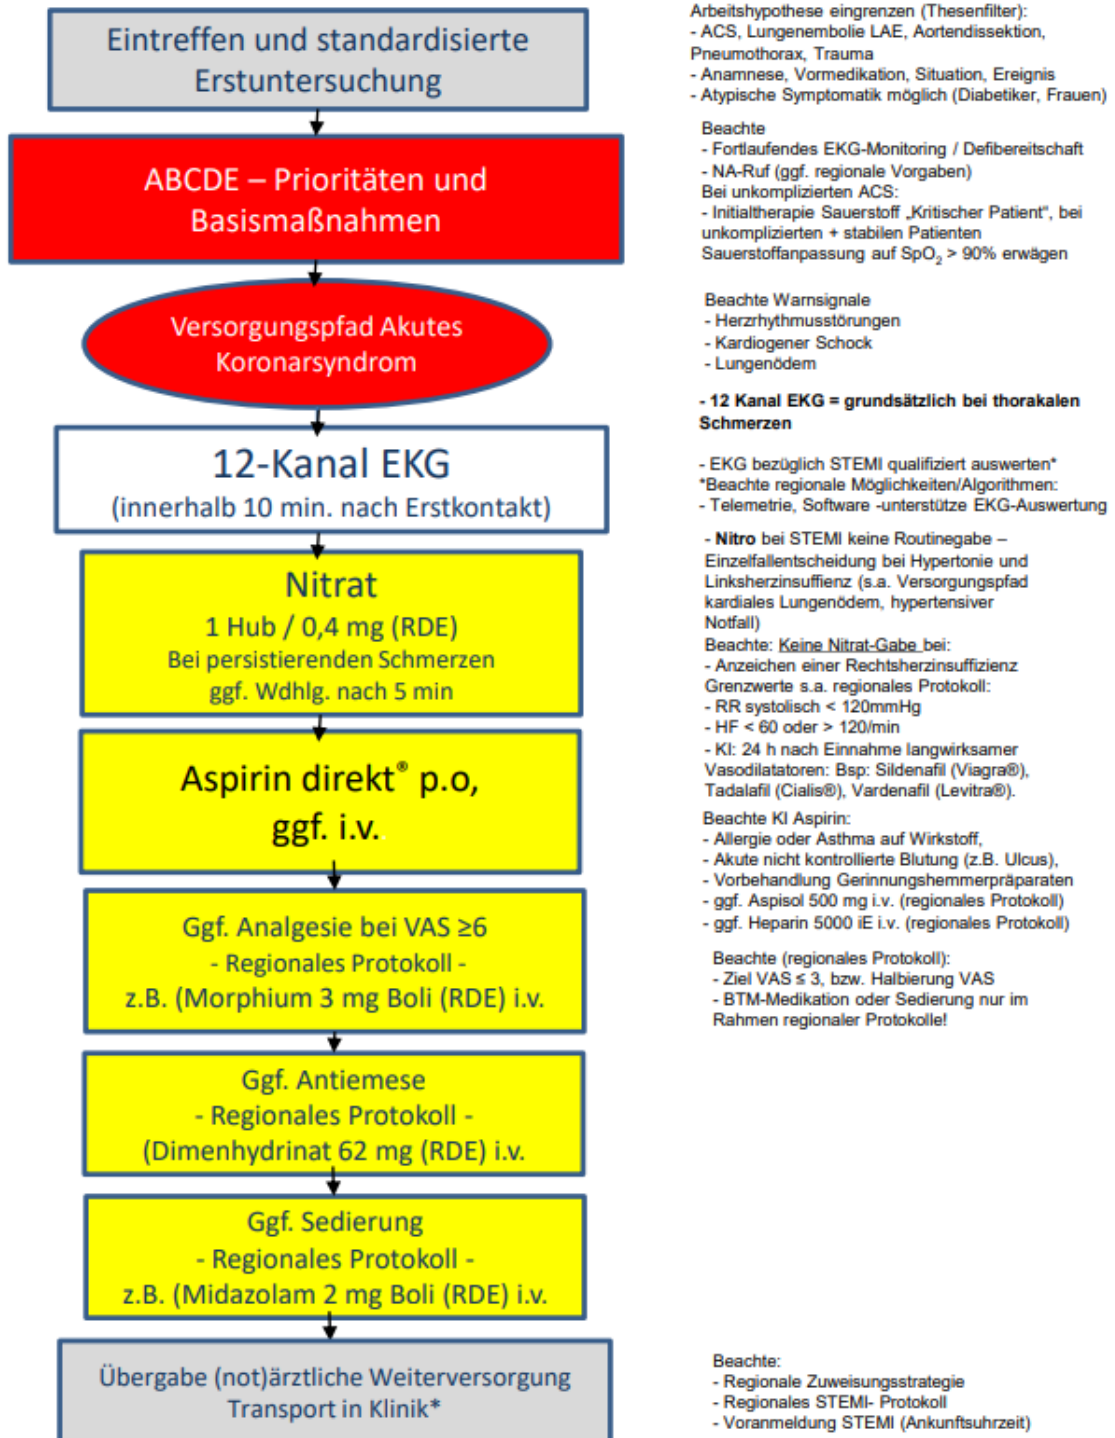 Eintreffen und standardisierte
Erstuntersuchung
Arbeitshypothese eingrenzen (Thesenfilter):
- ACS, Lungenembolie LAE, Aortendissektion,
Pneumothorax, Trauma
- Anamnese, Vormedikation, Situation, Ereignis
- Atypische Symptomatik möglich (Diabetiker, Frauen)
ABCDE – Prioritäten und
Basismaßnahmen
Beachte
- Fortlaufendes EKG-Monitoring / Defibereitschaft
- NA-Ruf (ggf. regionale Vorgaben)
Bei unkomplizierten ACS:
- Initialtherapie Sauerstoff „Kritischer Patient“, bei
unkomplizierten + stabilen Patienten
Sauerstoffanpassung auf SpO₂ > 90% erwägen
Versorgungspfad Akutes
Koronarsyndrom
Beachte Warnsignale
- Herzrhythmusstörungen
- Kardiogener Schock
- Lungenödem
12-Kanal EKG
(innerhalb 10 min. nach Erstkontakt)
- 12 Kanal EKG = grundsätzlich bei thorakalen
Schmerzen
- EKG bezüglich STEMI qualifiziert auswerten*
*Beachte regionale Möglichkeiten/Algorithmen:
- Telemetrie, Software -unterstütze EKG-Auswertung
Nitrat
1 Hub / 0,4 mg (RDE)
Bei persistierenden Schmerzen
ggf. Wdhlg. nach 5 min
- Nitro bei STEMI keine Routinegabe –
Einzelfallentscheidung bei Hypertonie und
Linksherzinsuffienz (s.a. Versorgungspfad
kardiales Lungenödem, hypertensiver
Notfall)
Beachte: Keine Nitrat-Gabe bei:
- Anzeichen einer Rechtsherzinsuffizienz
Grenzwerte s.a. regionales Protokoll:
- RR systolisch < 120mmHg
- HF < 60 oder > 120/min
- KI: 24 h nach Einnahme langwirksamer
Vasodilatatoren: Bsp: Sildenafil (Viagra®),
Tadalafil (Cialis®), Vardenafil (Levitra®).
Aspirin direkt® p.o,
ggf. i.v.
Beachte KI Aspirin:
- Allergie oder Asthma auf Wirkstoff,
- Akute nicht kontrollierte Blutung (z.B. Ulcus),
- Vorbehandlung Gerinnungshemmerpräparaten
- ggf. Aspisol 500 mg i.v. (regionales Protokoll)
- ggf. Heparin 5000 iE i.v. (regionales Protokoll)
Ggf. Analgesie bei VAS ≥6
- Regionales Protokoll -
z.B. (Morphium 3 mg Boli (RDE) i.v.
Beachte (regionales Protokoll):
- Ziel VAS ≤ 3, bzw. Halbierung VAS
- BTM-Medikation oder Sedierung nur im
Rahmen regionaler Protokolle!
Ggf. Antiemese
- Regionales Protokoll -
(Dimenhydrinat 62 mg (RDE) i.v.
Ggf. Sedierung
- Regionales Protokoll -
z.B. (Midazolam 2 mg Boli (RDE) i.v.
Übergabe (not)ärztliche Weiterversorgung
Transport in Klinik*
Beachte:
- Regionale Zuweisungsstrategie
- Regionales STEMI- Protokoll
- Voranmeldung STEMI (Ankunftsuhrzeit)